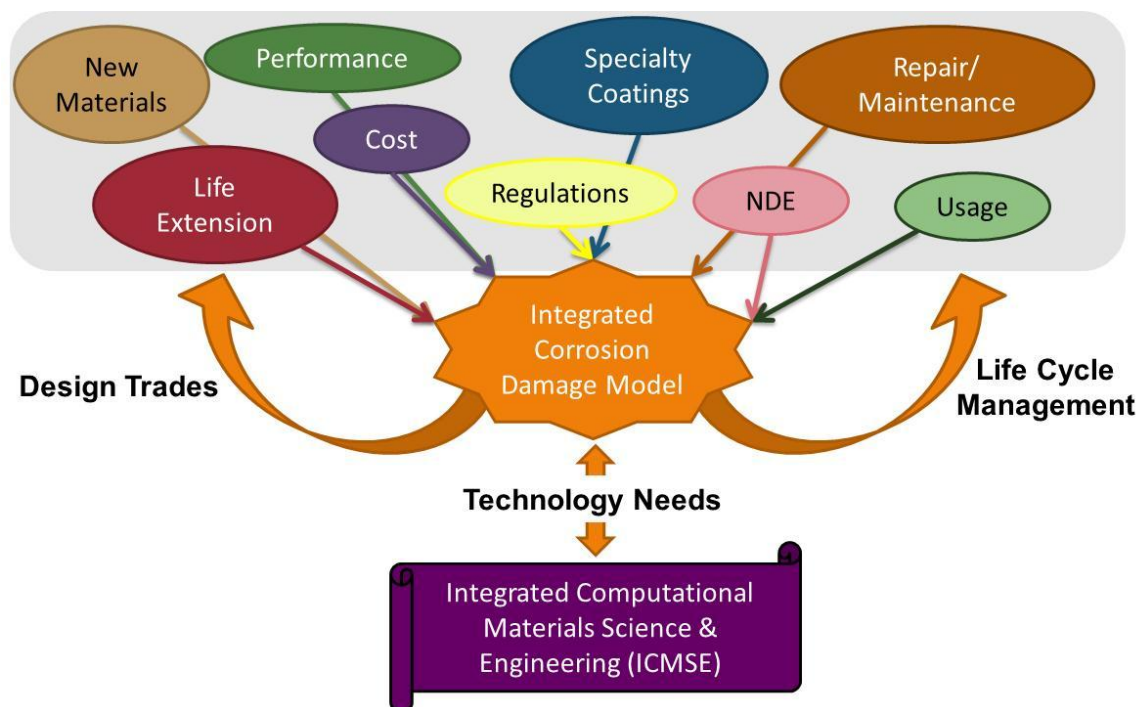 New
Materials
Performance
Cost
Specialty
Coatings
Repair/
Maintenance
Life
Extension
Regulations
NDE
Usage
Integrated
Corrosion
Damage Model
Design Trades
Life Cycle
Management
Technology Needs
Integrated Computational
Materials Science &
Engineering (ICMSE)